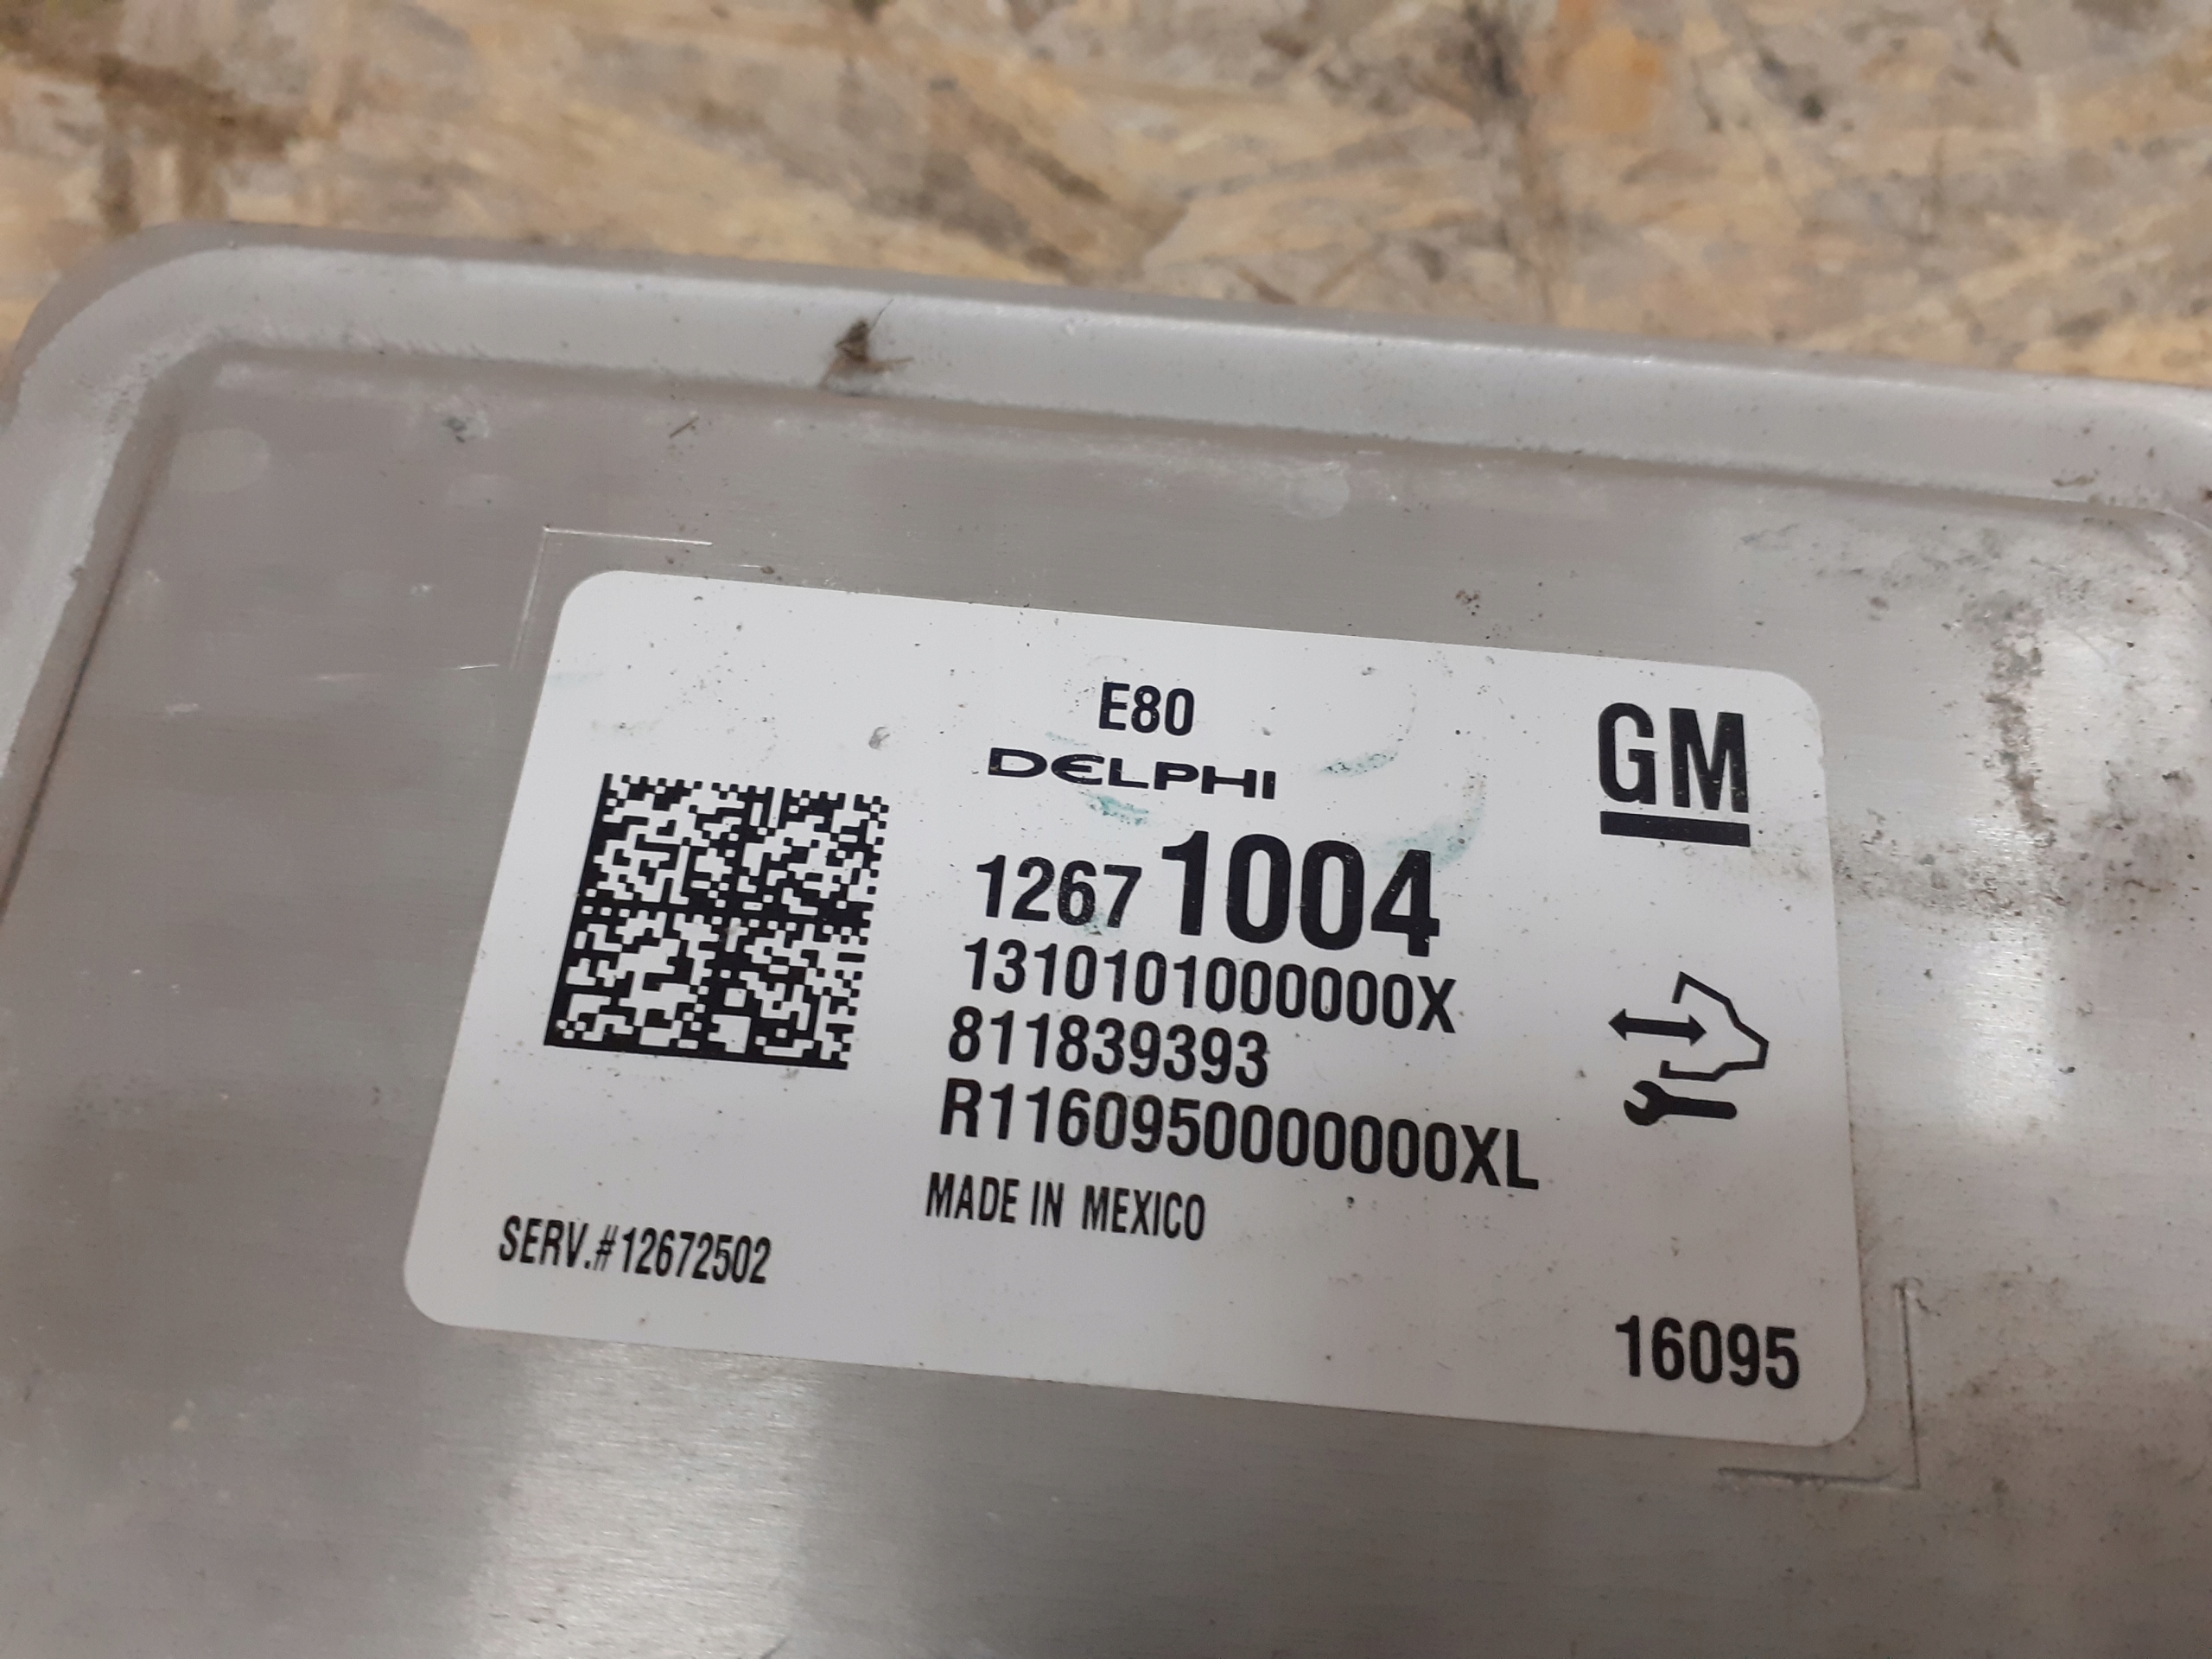 E80
DELPHI
GM
12671004
1310101000000X
811839393
R1160950000000XL
MADE IN MEXICO
SERV.#12672502
16095